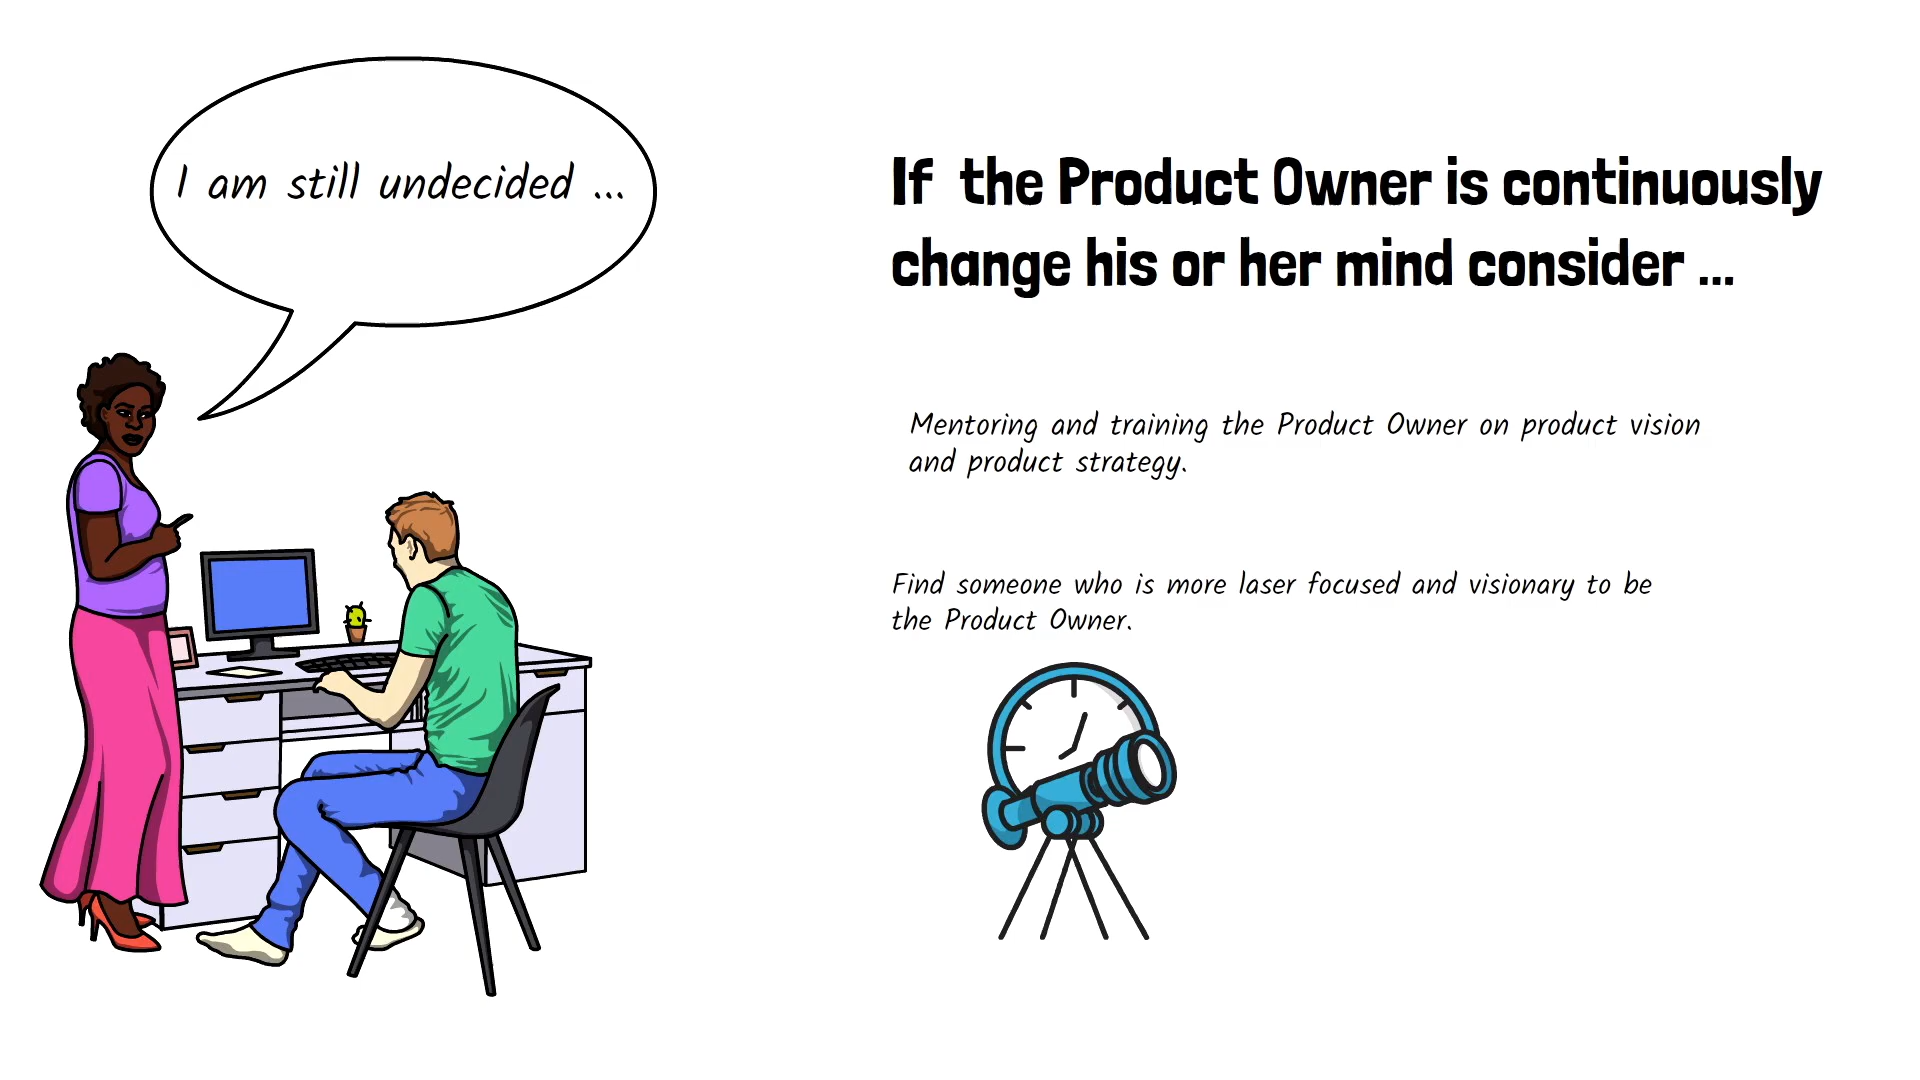 I am still undecided ...
If the Product Owner is continuously
change his or her mind consider ...
Mentoring and training the Product Owner on product vision
and product strategy.
Find someone who is more laser focused and visionary to be
the Product Owner.